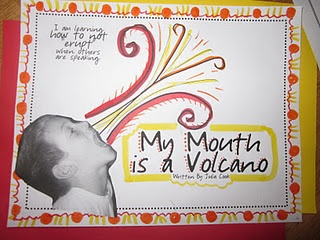 I am learning
how to not
erupt
when others
are speaking
My Mouth
is a Volcano
Written By Julia Cook